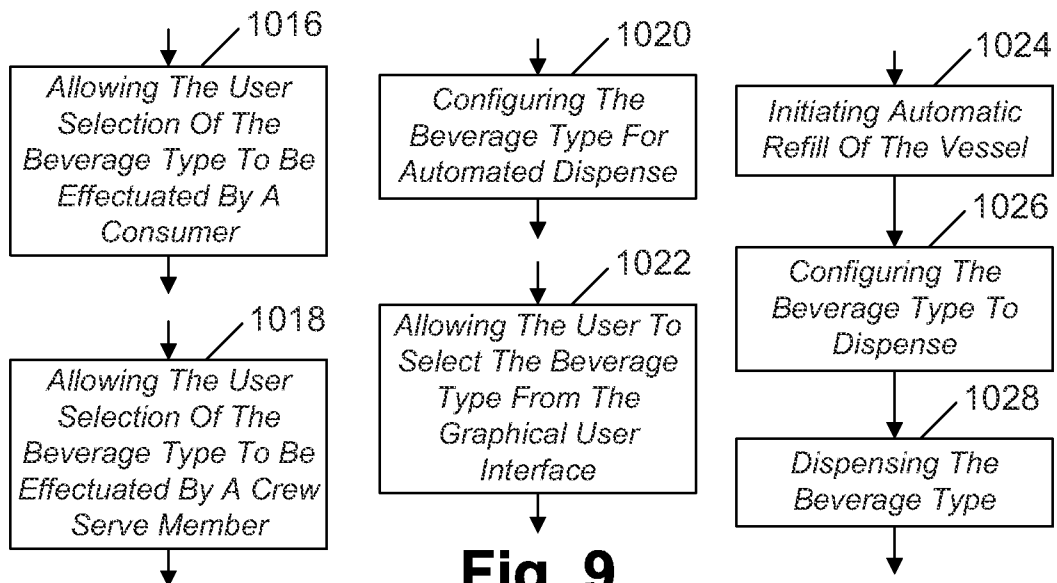 1016
Allowing The User
Selection Of The
Beverage Type To Be
Effectuated By A
Consumer
1018
Allowing The User
Selection Of The
Beverage Type To Be
Effectuated By A Crew
Serve Member
1020
Configuring The
Beverage Type For
Automated Dispense
1022
Allowing The User To
Select The Beverage
Type From The
Graphical User
Interface
1024
Initiating Automatic
Refill Of The Vessel
1026
Configuring The
Beverage Type To
Dispense
1028
Dispensing The
Beverage Type
Fig. 9